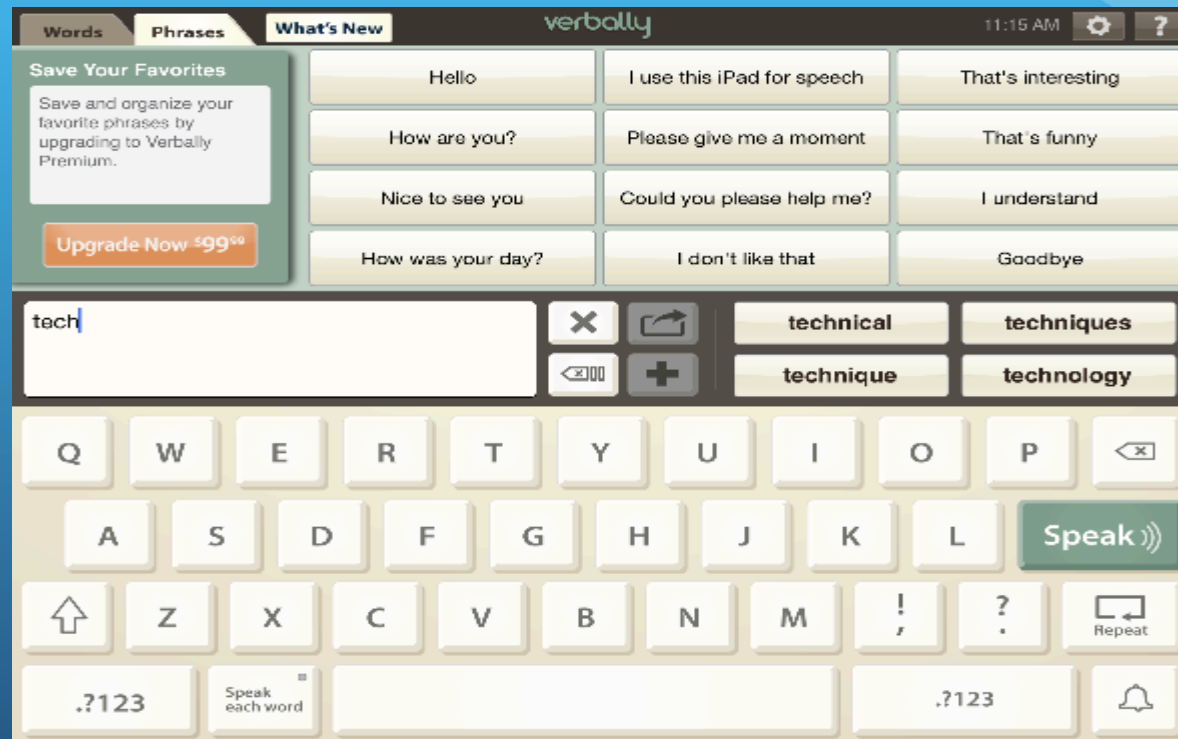 Words
Phrases
What's New
verbally
11:15 AM
?
Save Your Favorites
Save and organize your
favorite phrases by
upgrading to Verbally
Premium.
Upgrade Now $99⁹⁹
Hello
I use this iPad for speech
That's interesting
How are you?
Please give me a moment
That's funny
Nice to see you
Could you please help me?
I understand
How was your day?
I don't like that
Goodbye
tech
technical
techniques
technique
technology
Q W E R T Y U I O P
A S D F G H J K L
Speak
Z X C V B N M ! , ? .
Repeat
.?123
Speak
each word
.?123